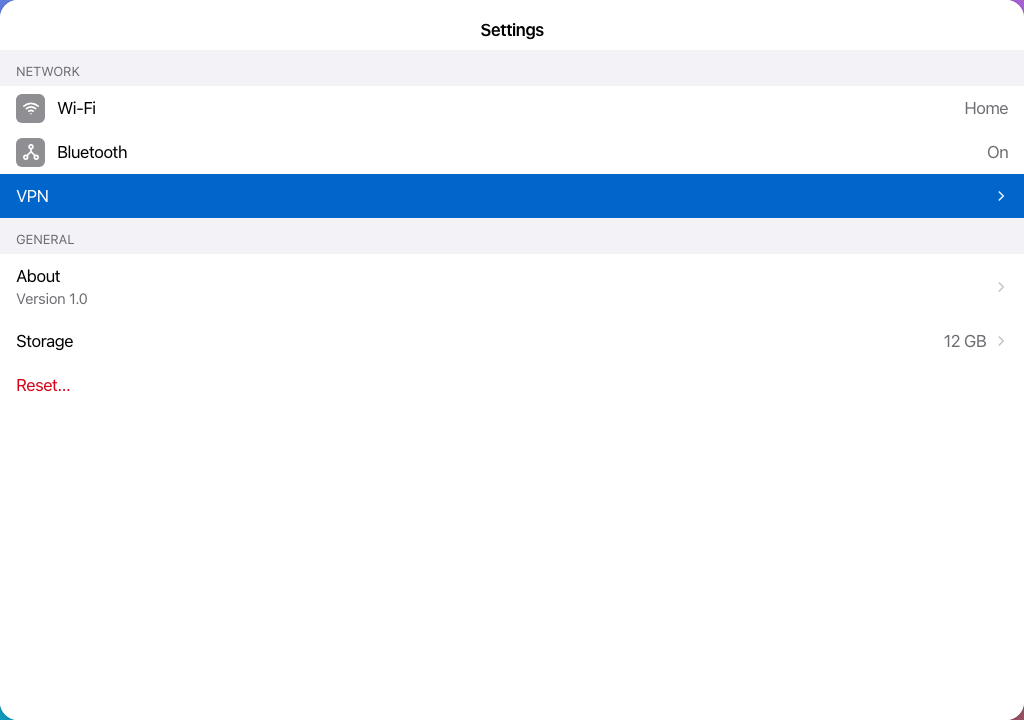 Settings
NETWORK
Wi-Fi Home
Bluetooth On
VPN
GENERAL
About
Version 1.0
Storage 12 GB
Reset...